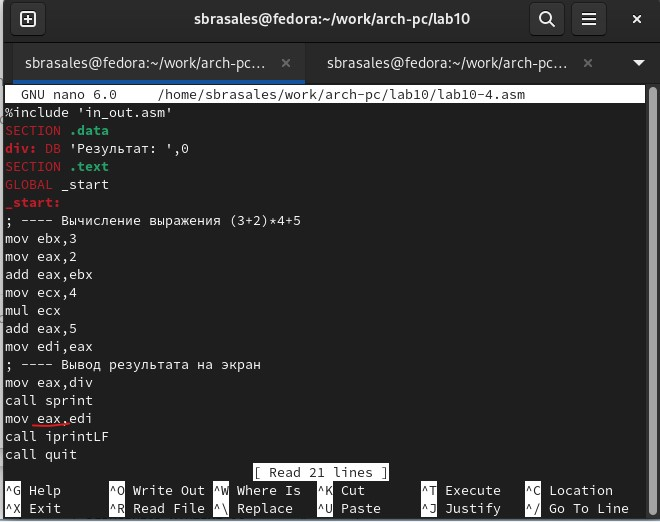 sbrasales@fedora:~/work/arch-pc/lab10
sbrasales@fedora:~/work/arch-pc... × sbrasales@fedora:~/work/arch-pc... ×
GNU nano 6.0 /home/sbrasales/work/arch-pc/lab10/lab10-4.asm
%include 'in_out.asm'
SECTION .data
div: DB 'Результат: ',0
SECTION .text
GLOBAL _start
_start:
; ---- Вычисление выражения (3+2)*4+5
mov ebx,3
mov eax,2
add eax,ebx
mov ecx,4
mul ecx
add eax,5
mov edi,eax
; ---- Вывод результата на экран
mov eax,div
call sprint
mov eax,edi
call iprintLF
call quit
[ Read 21 lines ]
^G Help ^O Write Out ^W Where Is ^K Cut ^T Execute ^C Location
^X Exit ^R Read File ^\ Replace ^U Paste ^J Justify ^/ Go To Line